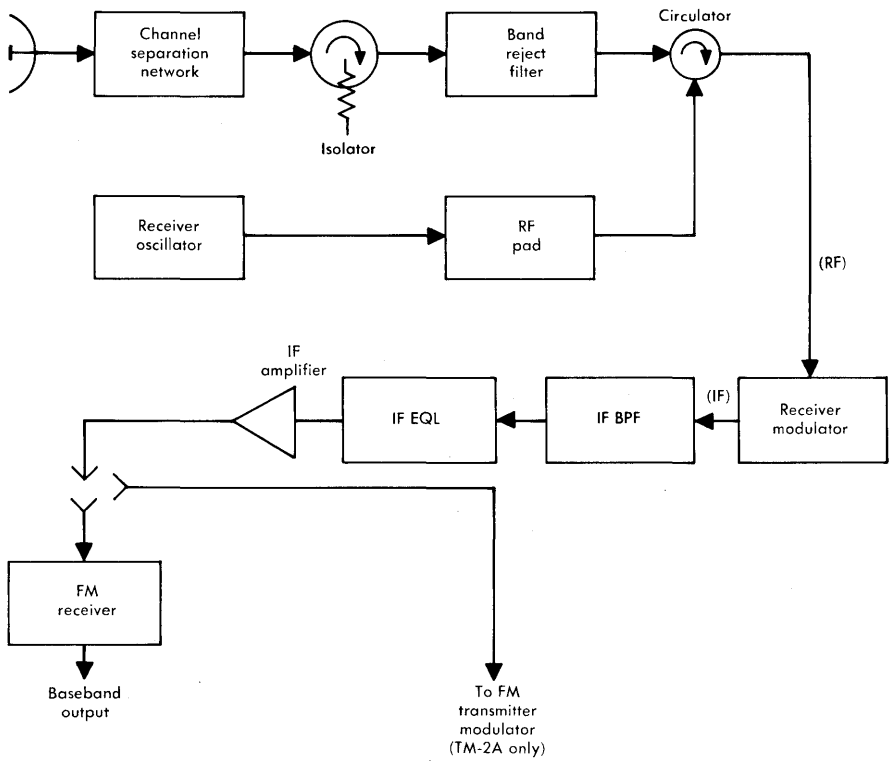 Channel
separation
network
Isolator
Band
reject
filter
Circulator
Receiver
oscillator
RF
pad
(RF)
IF
amplifier
IF EQL
IF BPF
(IF)
Receiver
modulator
FM
receiver
Baseband
output
To FM
transmitter
modulator
(TM-2A only)